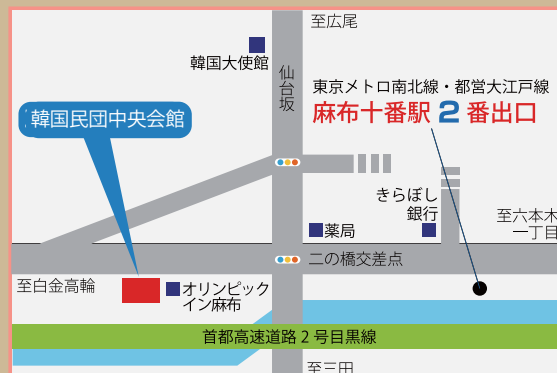 至広尾
韓国大使館
仙台坂
東京メトロ南北線・都営大江戸線
麻布十番駅 2 番出口
韓国民団中央会館
きらぼし
銀行
至六本木
一丁目
薬局
二の橋交差点
至白金高輪
オリンピック
イン麻布
首都高速道路 2 号目黒線
至三田